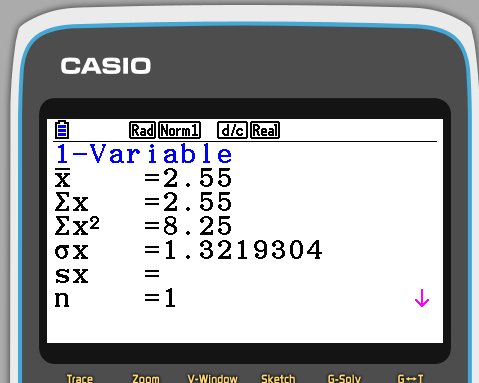 CASIO
Rad Norm1 d/c Real
1-Variable
x̄ =2.55
Σx =2.55
Σx² =8.25
σx =1.3219304
sx =
n =1 ↓
Trace Zoom V-Window Sketch G-Solv G↔T